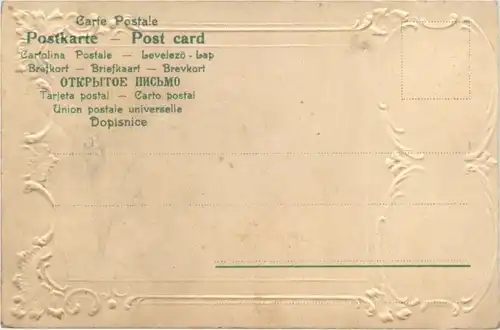 Carte Postale
Postkarte – Post card
Cartolina Postale – Levelező-Lap
Brefkort – Briefkaart – Brevkort
ОТКРЫТОЕ ПИСЬМО
Tarjeta postal – Carto postal
Union postale universelle
Dopisnice